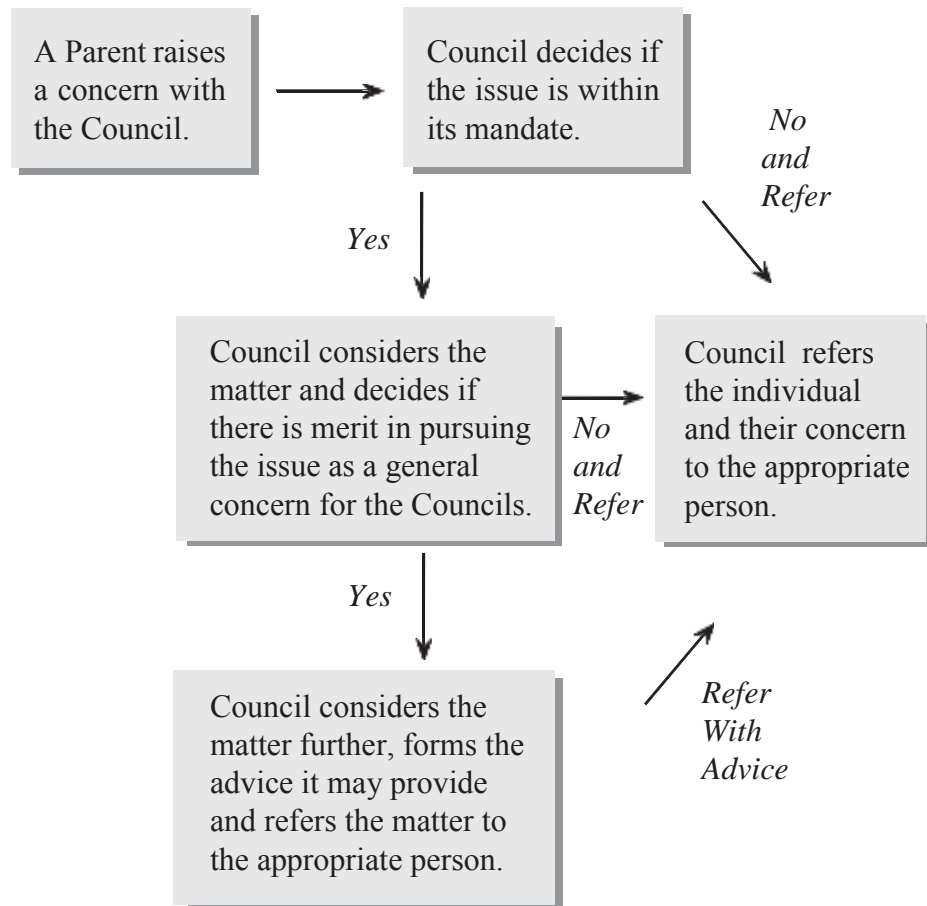 A Parent raises
a concern with
the Council.
Council decides if
the issue is within
its mandate.
No
and
Refer
Yes
Council considers the
matter and decides if
there is merit in pursuing
the issue as a general
concern for the Councils.
No
and
Refer
Council refers
the individual
and their concern
to the appropriate
person.
Yes
Council considers the
matter further, forms the
advice it may provide
and refers the matter to
the appropriate person.
Refer
With
Advice